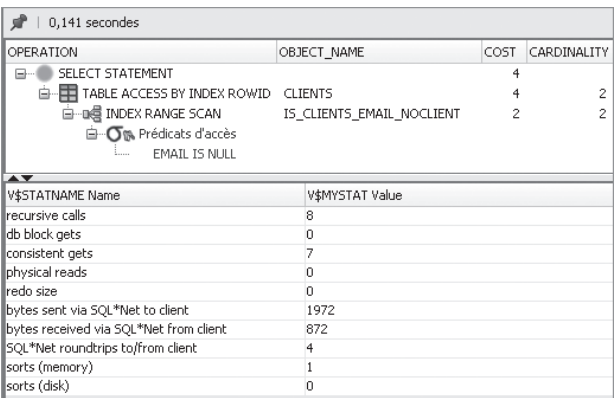 0,141 secondes
OPERATION OBJECT_NAME COST CARDINALITY
SELECT STATEMENT 4
TABLE ACCESS BY INDEX ROWID CLIENTS 4 2
INDEX RANGE SCAN IS_CLIENTS_EMAIL_NOCLIENT 2 2
Prédicats d'accès
EMAIL IS NULL
V$STATNAME Name V$MYSTAT Value
recursive calls 8
db block gets 0
consistent gets 7
physical reads 0
redo size 0
bytes sent via SQL*Net to client 1972
bytes received via SQL*Net from client 872
SQL*Net roundtrips to/from client 4
sorts (memory) 1
sorts (disk) 0